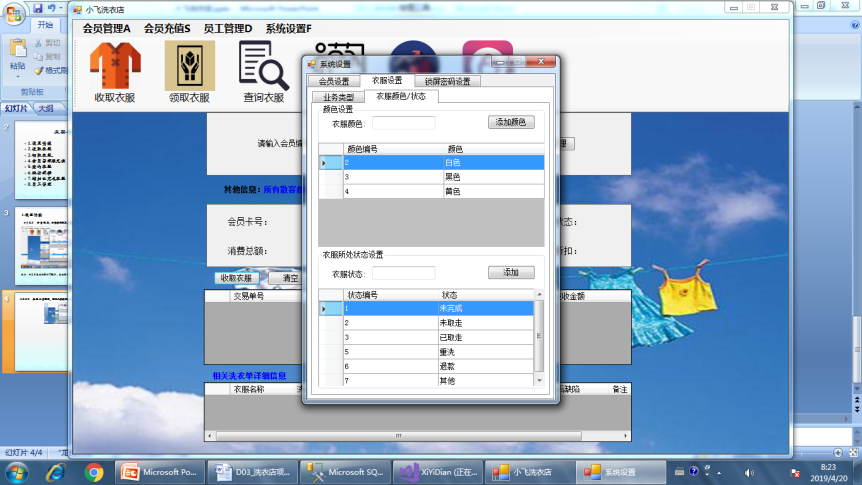 小飞洗衣店
会员管理A 会员充值S 员工管理D 系统设置F
开始
粘贴
剪切
复制
格式刷
剪贴板
幻灯片 大纲
2
3
4
收取衣服 领取衣服 查询衣服
系统设置
会员设置 衣服设置 锁屏密码设置
业务类型 衣服颜色/状态
颜色设置
衣服颜色: 添加颜色
颜色编号 颜色
2 白色
3 黑色
4 黄色
衣服所处状态设置
衣服状态: 添加
状态编号 状态
1 未完成
2 未取走
3 已取走
5 重洗
6 退款
7 其他
请输入会员
其他信息:
会员卡号:
消费总额:
状态:
折扣:
收取衣服 清空
交易单号
收金额
相关洗衣单详细信息
衣服名称
缺陷 备注
幻灯片 4/4
Microsoft Po...
D03_洗衣店项...
Microsoft SQ...
XiYiDian (正在...
小飞洗衣店
系统设置
8:23
2019/4/20